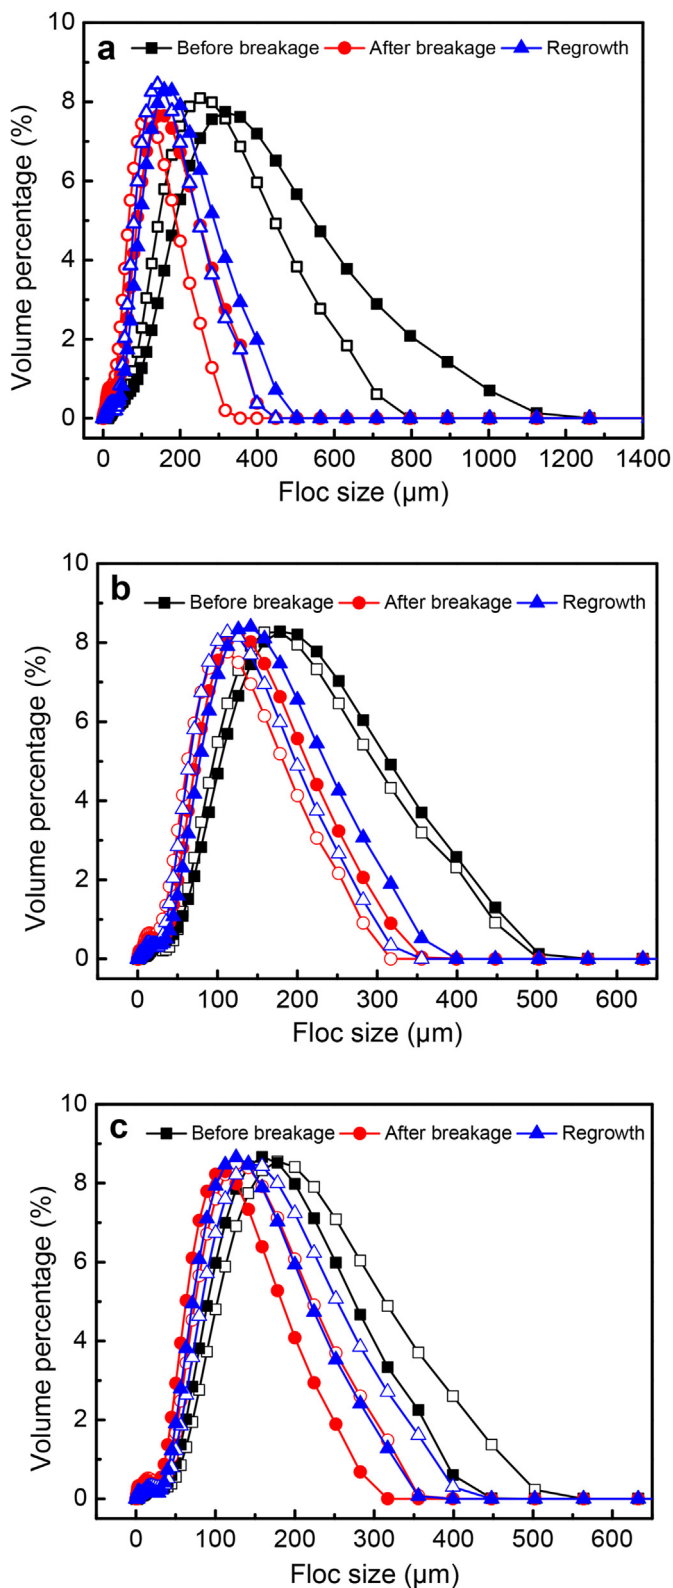 10
a
Before breakage After breakage Regrowth
8
6
4
2
0
Volume percentage (%)
0 200 400 600 800 1000 1200 1400
Floc size (μm)
10
b
Before breakage After breakage Regrowth
8
6
4
2
0
Volume percentage (%)
0 100 200 300 400 500 600
Floc size (μm)
10
c
Before breakage After breakage Regrowth
8
6
4
2
0
Volume percentage (%)
0 100 200 300 400 500 600
Floc size (μm)